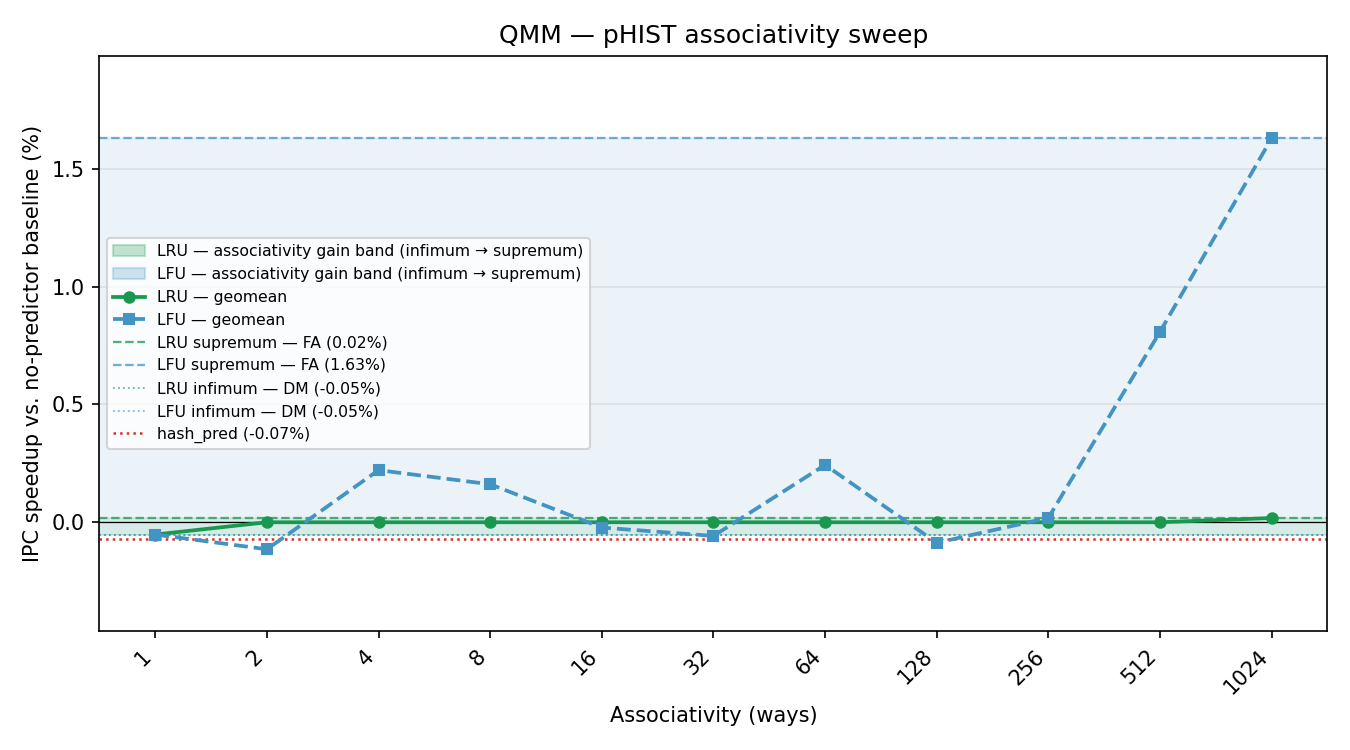 QMM — pHIST associativity sweep
IPC speedup vs. no-predictor baseline (%)
1.5
1.0
0.5
0.0
LRU — associativity gain band (infimum → supremum)
LFU — associativity gain band (infimum → supremum)
LRU — geomean
LFU — geomean
LRU supremum — FA (0.02%)
LFU supremum — FA (1.63%)
LRU infimum — DM (-0.05%)
LFU infimum — DM (-0.05%)
hash_pred (-0.07%)
1 2 4 8 16 32 64 128 256 512 1024
Associativity (ways)